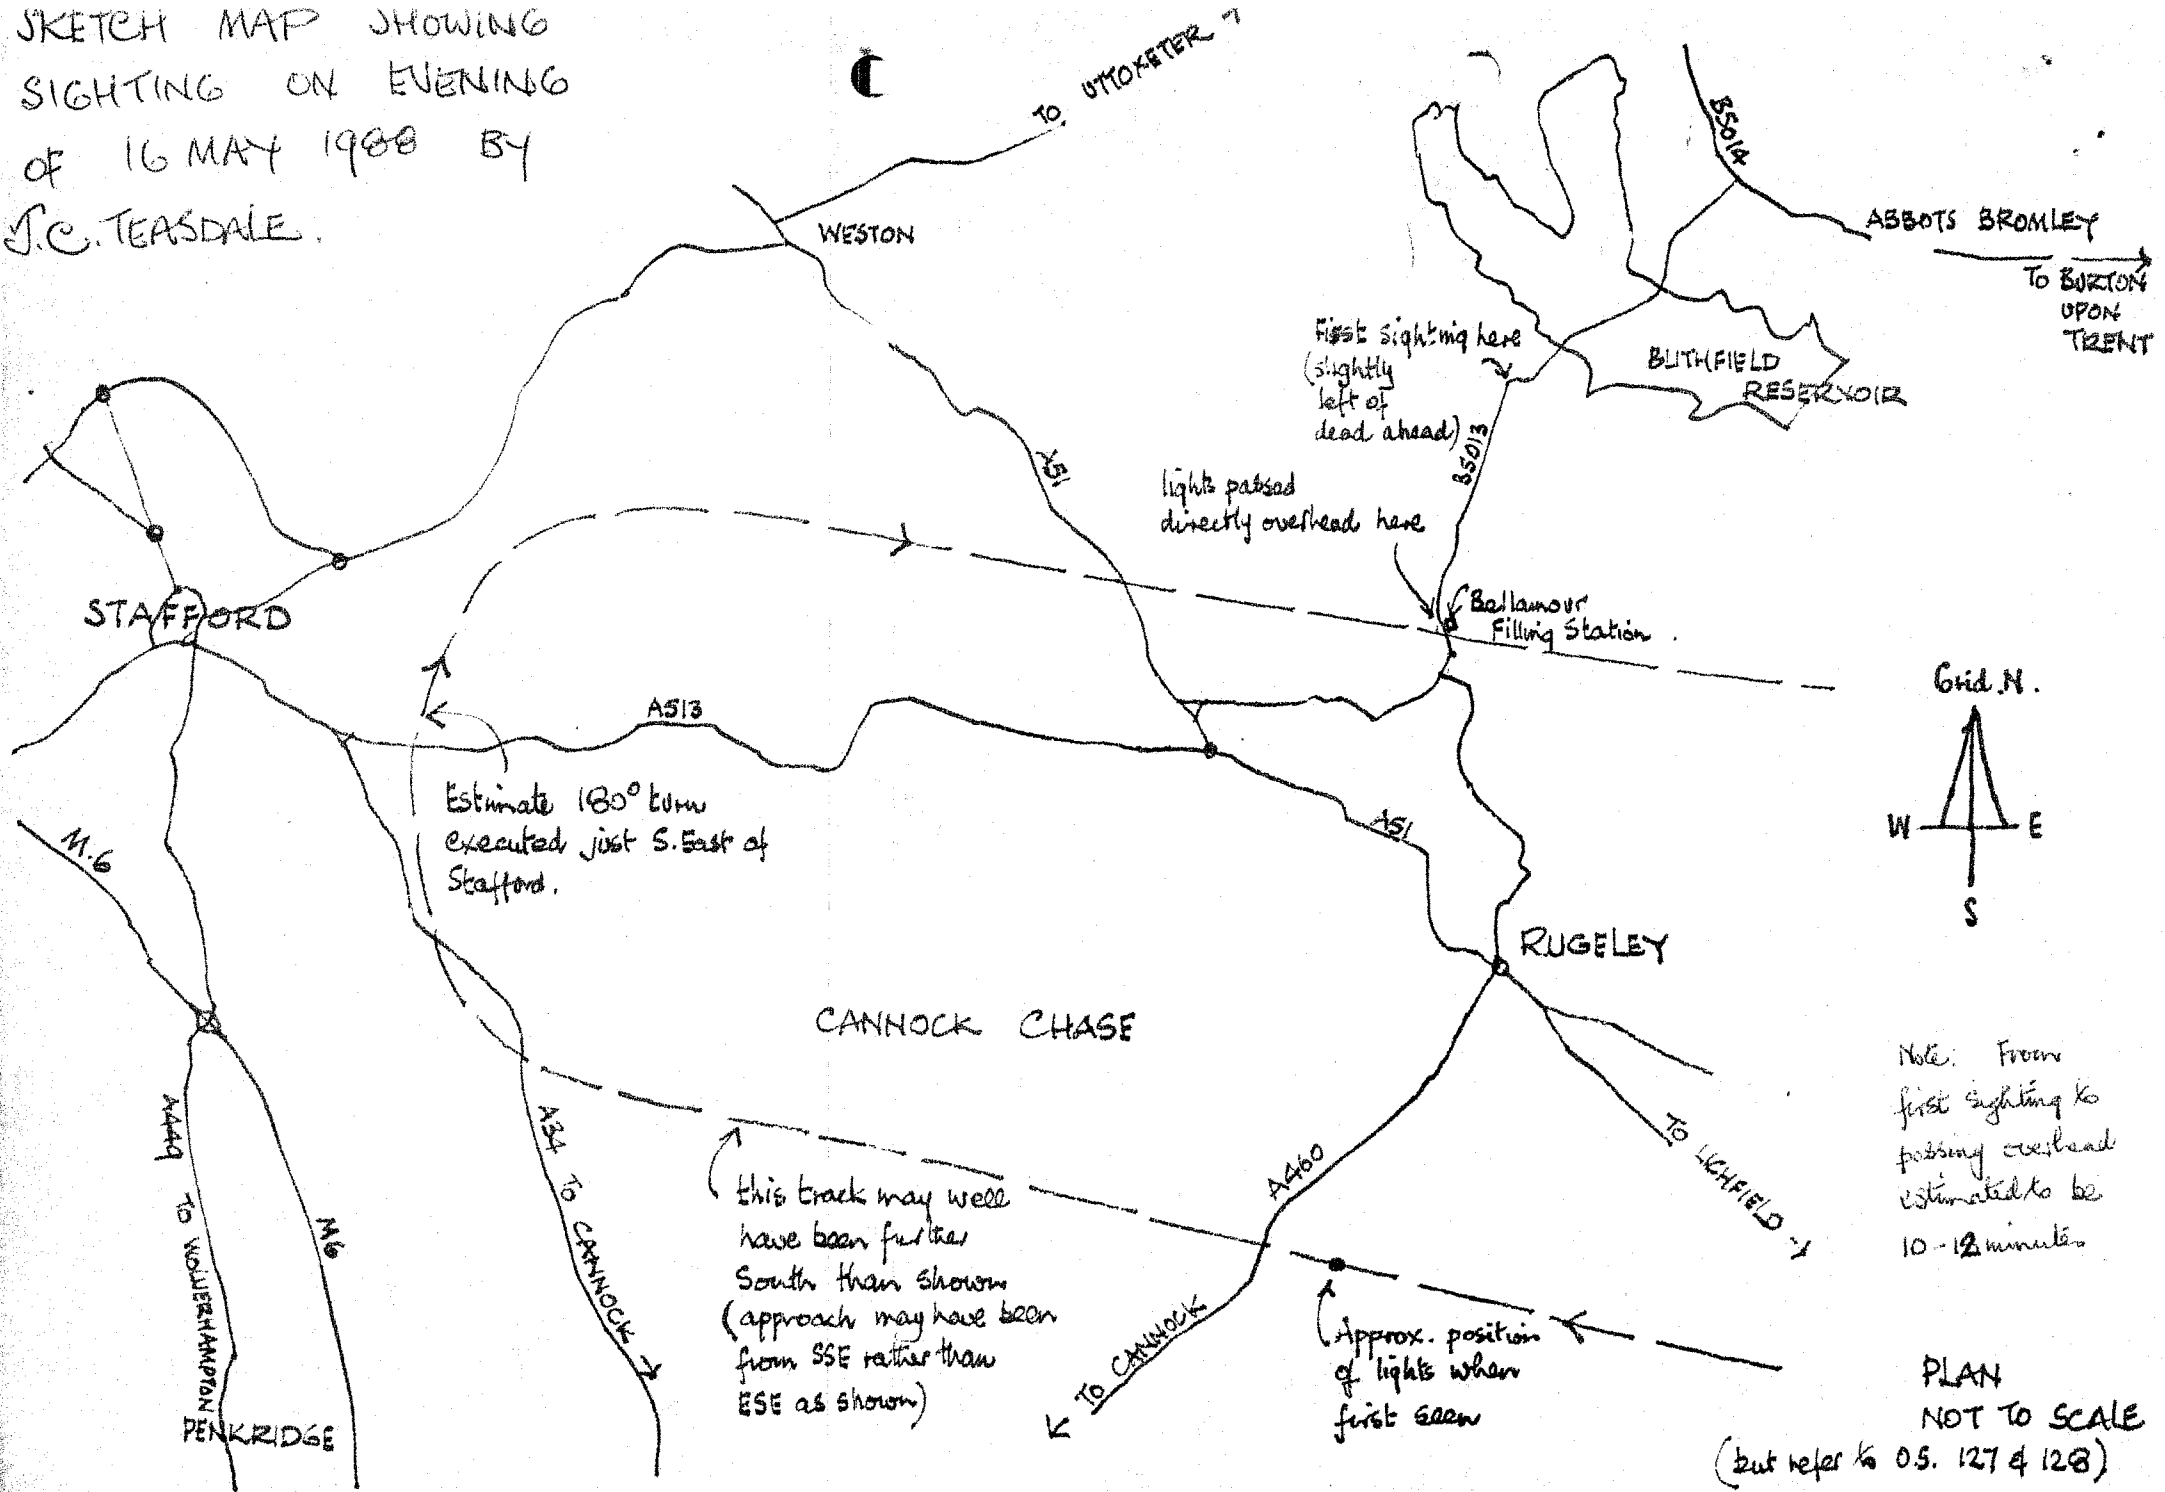 SKETCH MAP SHOWING
SIGHTING ON EVENING
OF 16 MAY 1988 BY
J.C. TEASDALE.
TO UTTOXETER
WESTON
B5014
ABBOTS BROMLEY
TO BURTON
UPON
TRENT
First sighting here
(slightly
left of
dead ahead)
BLITHFIELD
RESERVOIR
B5013
A51
lights passed
directly overhead here
Bellamour
Filling Station.
STAFFORD
A513
Grid.N.
W E
S
Estimate 180° turn
executed just S.East of
Stafford.
M.6
A51
RUGELEY
CANNOCK CHASE
Note: From
first sighting to
passing overhead
estimated to be
10-12 minutes
A449
TO WOLVERHAMPTON
M6
A34 TO CANNOCK
this track may well
have been further
South than shown
(approach may have been
from SSE rather than
ESE as shown)
A460
TO CANNOCK
TO LICHFIELD
Approx. position
of lights when
first seen
PENKRIDGE
PLAN
NOT TO SCALE
(but refer to O.S. 127 & 128)